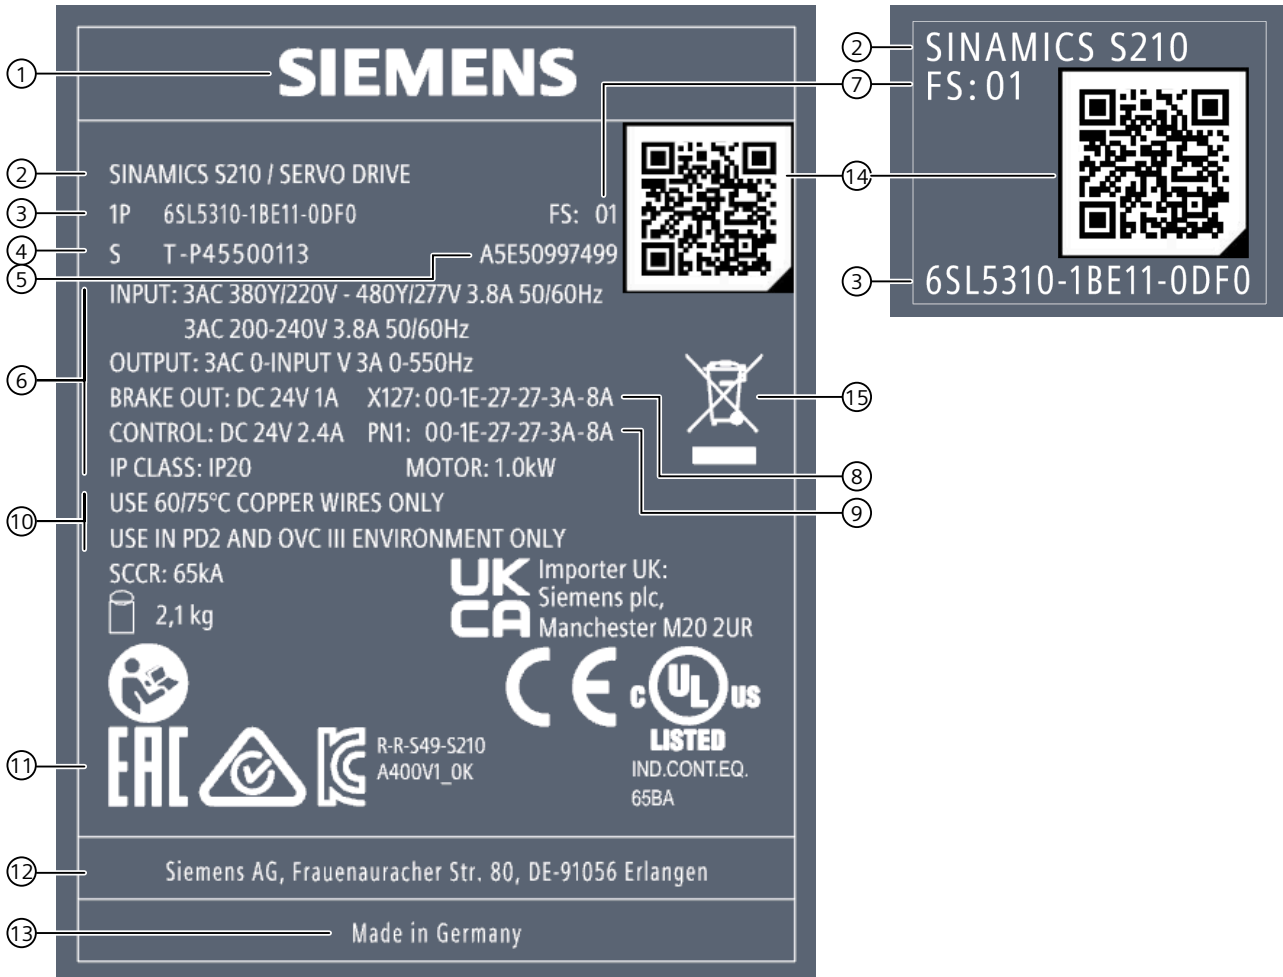 ① SIEMENS
② SINAMICS S210 / SERVO DRIVE
③ 1P 6SL5310-1BE11-0DF0 FS: 01 ⑦
④ S T-P45500113 A5E50997499
⑤
INPUT: 3AC 380Y/220V - 480Y/277V 3.8A 50/60Hz
3AC 200-240V 3.8A 50/60Hz
⑥ OUTPUT: 3AC 0-INPUT V 3A 0-550Hz
BRAKE OUT: DC 24V 1A X127: 00-1E-27-27-3A-8A
⑮
CONTROL: DC 24V 2.4A PN1: 00-1E-27-27-3A-8A
IP CLASS: IP20 MOTOR: 1.0kW
⑧
⑨
USE 60/75°C COPPER WIRES ONLY
⑩
USE IN PD2 AND OVC III ENVIRONMENT ONLY
SCCR: 65kA
2,1 kg
UK
CA
Importer UK:
Siemens plc,
Manchester M20 2UR
CE
C UL US
LISTED
IND.CONT.EQ.
65BA
⑪ EAC
KC
R-R-S49-S210
A400V1_0K
⑫ Siemens AG, Frauenauracher Str. 80, DE-91056 Erlangen
⑬ Made in Germany
② SINAMICS S210
FS: 01
⑭
③ 6SL5310-1BE11-0DF0